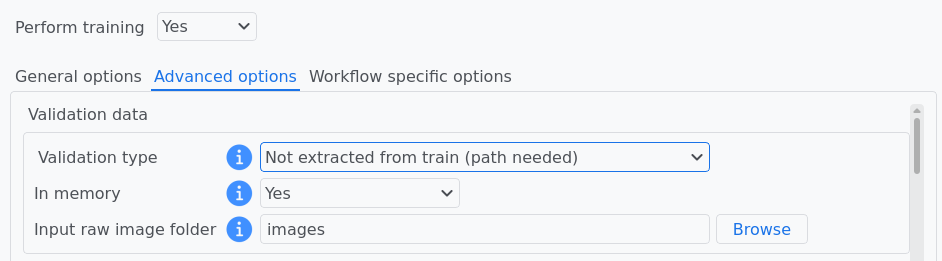 Perform training Yes
General options Advanced options Workflow specific options
Validation data
Validation type Not extracted from train (path needed)
In memory Yes
Input raw image folder images Browse